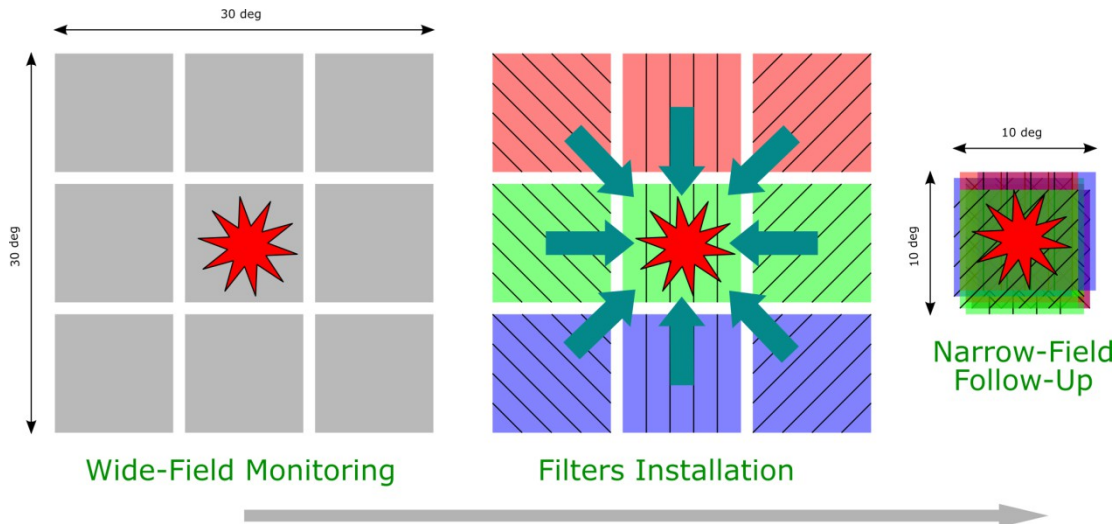 30 deg
30 deg
10 deg
10 deg
Narrow-Field
Follow-Up
Wide-Field Monitoring
Filters Installation